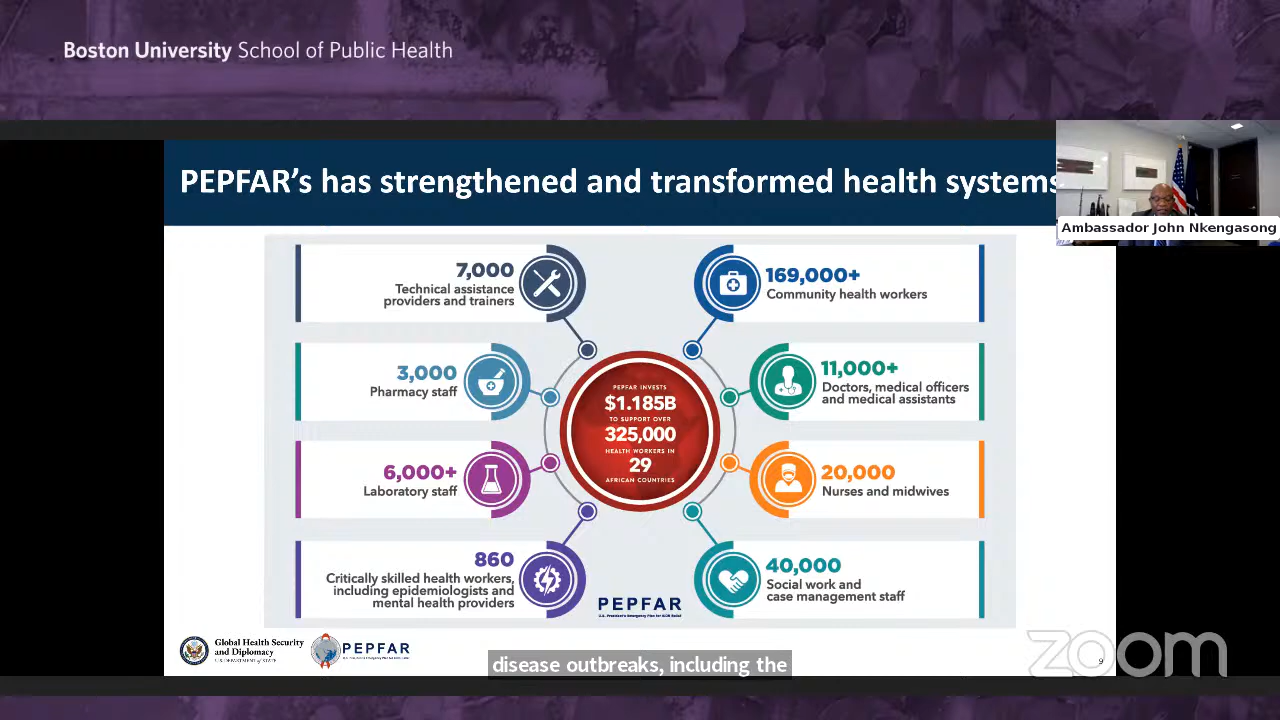 Boston University School of Public Health
PEPFAR's has strengthened and transformed health systems
Ambassador John Nkengasong
7,000
Technical assistance
providers and trainers
169,000+
Community health workers
3,000
Pharmacy staff
11,000+
Doctors, medical officers
and medical assistants
PEPFAR INVESTS
$1.185B
TO SUPPORT OVER
325,000
HEALTH WORKERS IN
29
AFRICAN COUNTRIES
6,000+
Laboratory staff
20,000
Nurses and midwives
860
Critically skilled health workers,
including epidemiologists and
mental health providers
40,000
Social work and
case management staff
PEPFAR
U.S. President's Emergency Plan for AIDS Relief
Global Health Security
and Diplomacy
U.S. DEPARTMENT of STATE
PEPFAR
disease outbreaks, including the
zoom
9